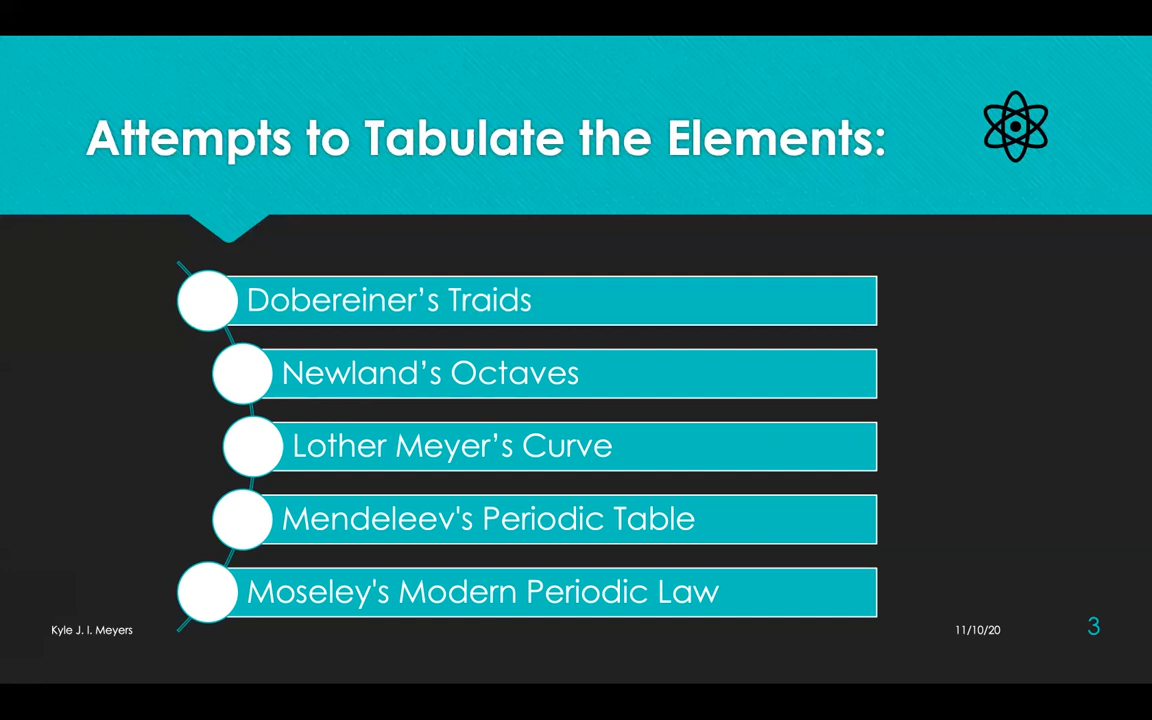 Attempts to Tabulate the Elements:
Dobereiner’s Traids
Newland’s Octaves
Lother Meyer’s Curve
Mendeleev's Periodic Table
Moseley's Modern Periodic Law
Kyle J. I. Meyers
11/10/20
3